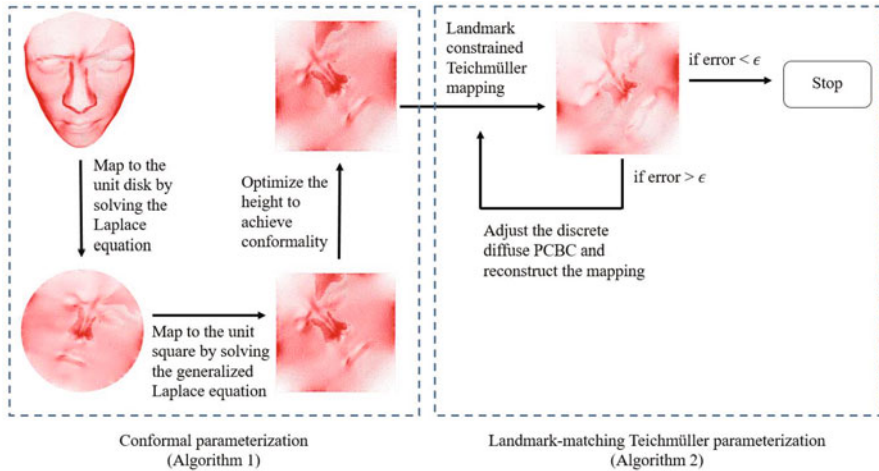 Map to the
unit disk by
solving the
Laplace
equation
Map to the unit
square by solving
the generalized
Laplace equation
Optimize the
height to
achieve
conformality
Landmark
constrained
Teichmüller
mapping
if error < ϵ
Stop
if error > ϵ
Adjust the discrete
diffuse PCBC and
reconstruct the mapping
Conformal parameterization
(Algorithm 1)
Landmark-matching Teichmüller parameterization
(Algorithm 2)